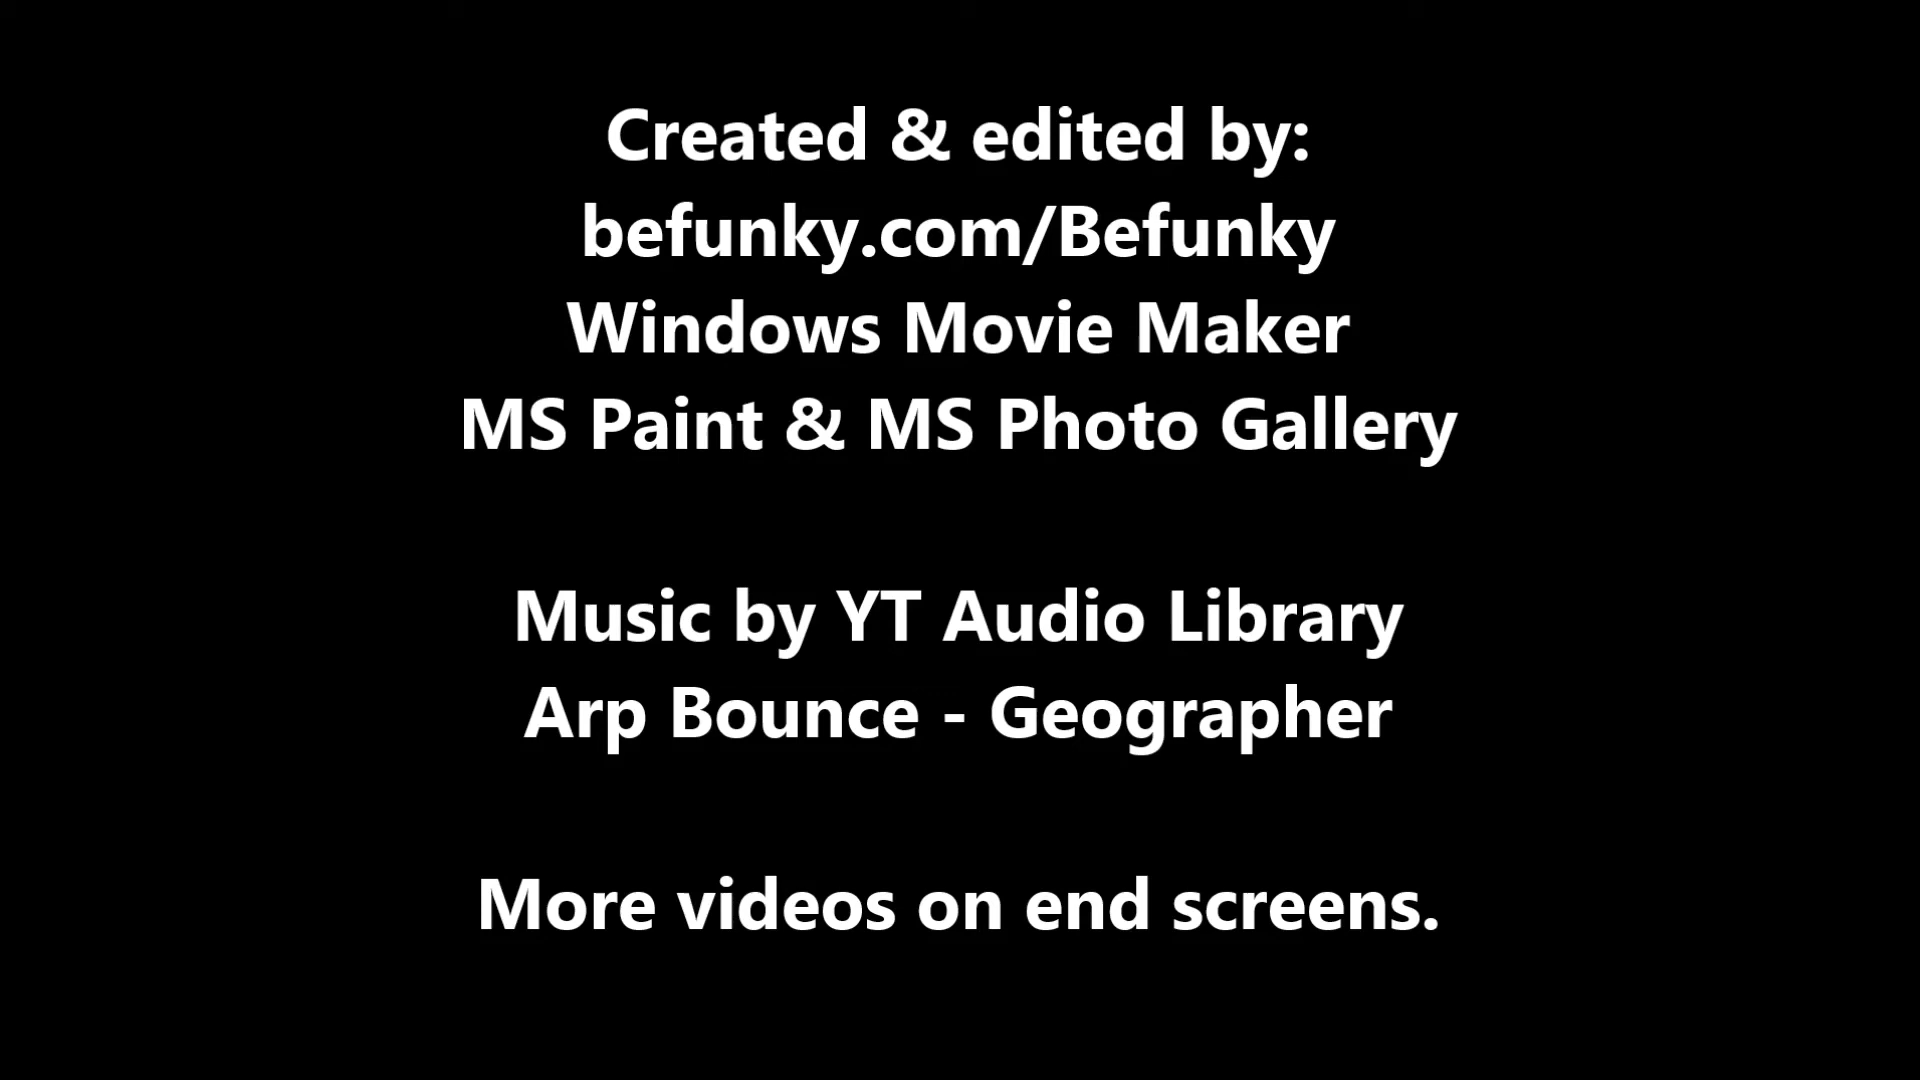 Created & edited by:
befunky.com/Befunky
Windows Movie Maker
MS Paint & MS Photo Gallery
Music by YT Audio Library
Arp Bounce - Geographer
More videos on end screens.